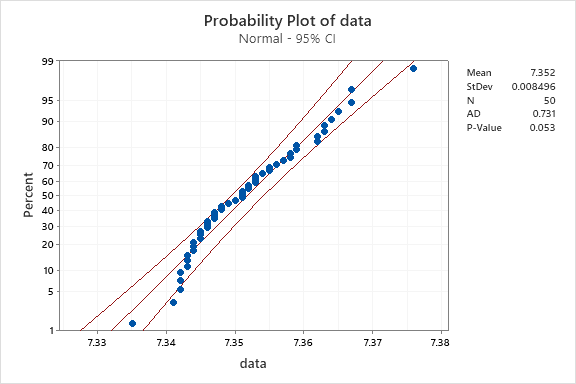 Probability Plot of data
Normal - 95% CI
Mean 7.352
StDev 0.008496
N 50
AD 0.731
P-Value 0.053
99
95
90
80
70
60
50
40
30
20
10
5
1
Percent
7.33 7.34 7.35 7.36 7.37 7.38
data